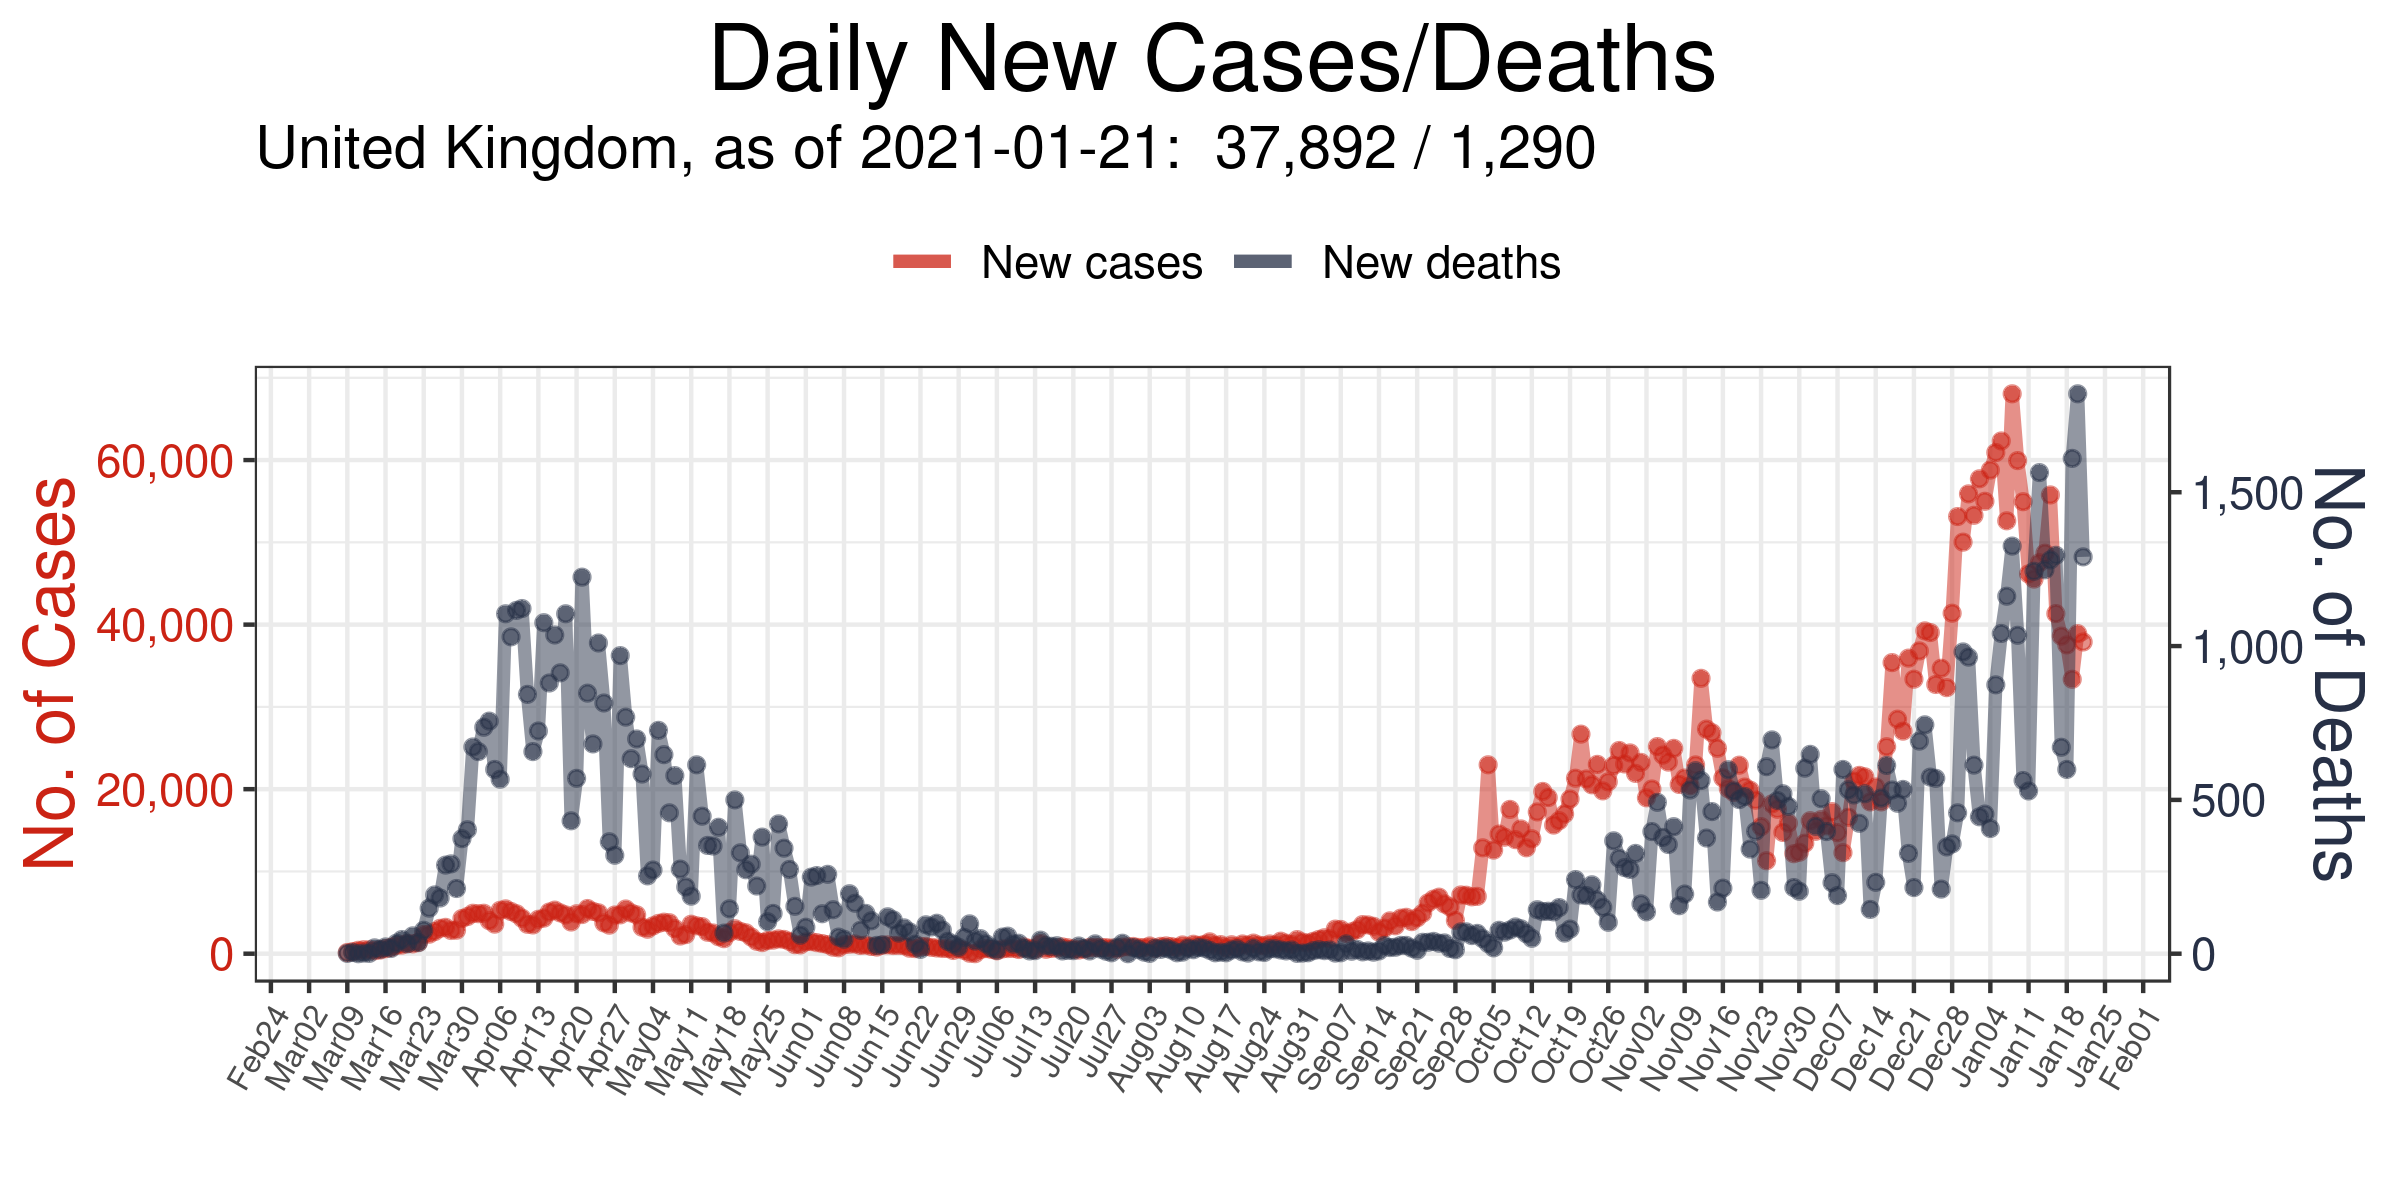 Daily New Cases/Deaths
United Kingdom, as of 2021-01-21:  37,892 / 1,290
New cases New deaths
No. of Cases
60,000
40,000
20,000
0
1,500
1,000
500
0
No. of Deaths
Feb24 Mar02 Mar09 Mar16 Mar23 Mar30 Apr06 Apr13 Apr20 Apr27 May04 May11 May18 May25 Jun01 Jun08 Jun15 Jun22 Jun29 Jul06 Jul13 Jul20 Jul27 Aug03 Aug10 Aug17 Aug24 Aug31 Sep07 Sep14 Sep21 Sep28 Oct05 Oct12 Oct19 Oct26 Nov02 Nov09 Nov16 Nov23 Nov30 Dec07 Dec14 Dec21 Dec28 Jan04 Jan11 Jan18 Jan25 Feb01